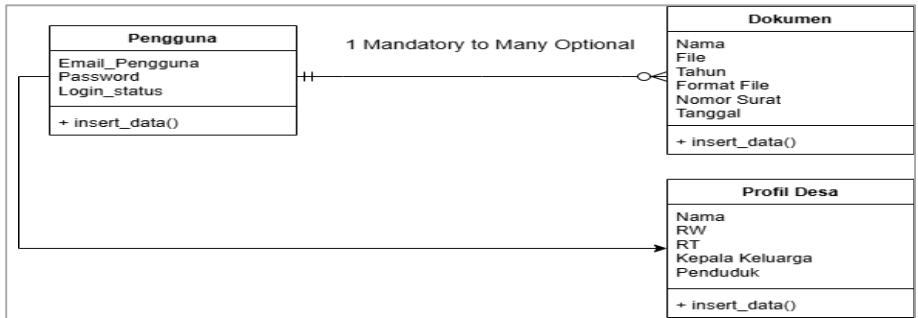 Pengguna
Email_Pengguna
Password
Login_status
+ insert_data()
1 Mandatory to Many Optional
Dokumen
Nama
File
Tahun
Format File
Nomor Surat
Tanggal
+ insert_data()
Profil Desa
Nama
RW
RT
Kepala Keluarga
Penduduk
+ insert_data()